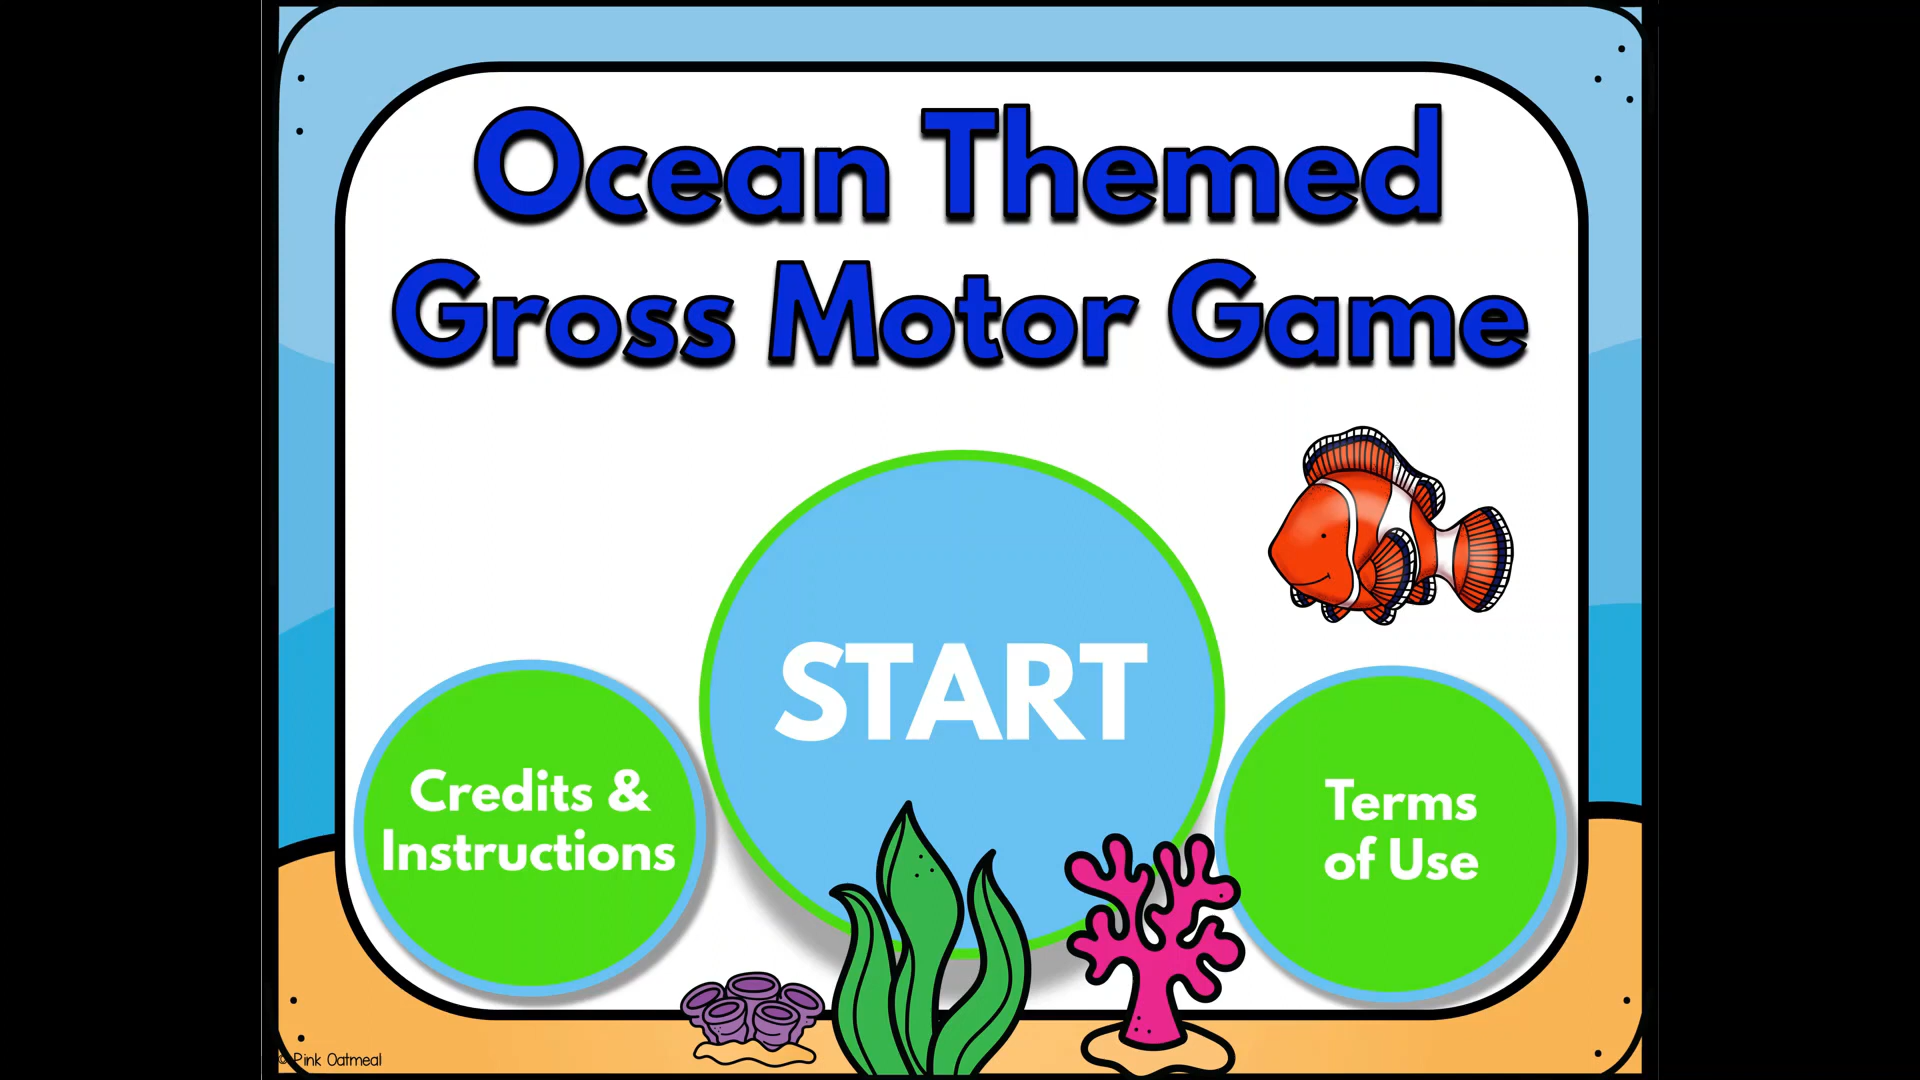 Ocean Themed
Gross Motor Game
START
Credits &
Instructions
Terms
of Use
© Pink Oatmeal